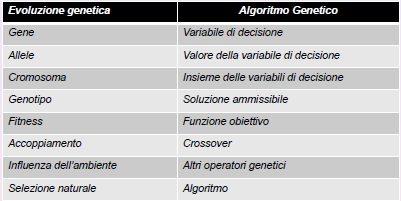 Evoluzione genetica Algoritmo Genetico
Gene Variabile di decisione
Allele Valore della variabile di decisione
Cromosoma Insieme delle variabili di decisione
Genotipo Soluzione ammissibile
Fitness Funzione obiettivo
Accoppiamento Crossover
Influenza dell'ambiente Altri operatori genetici
Selezione naturale Algoritmo